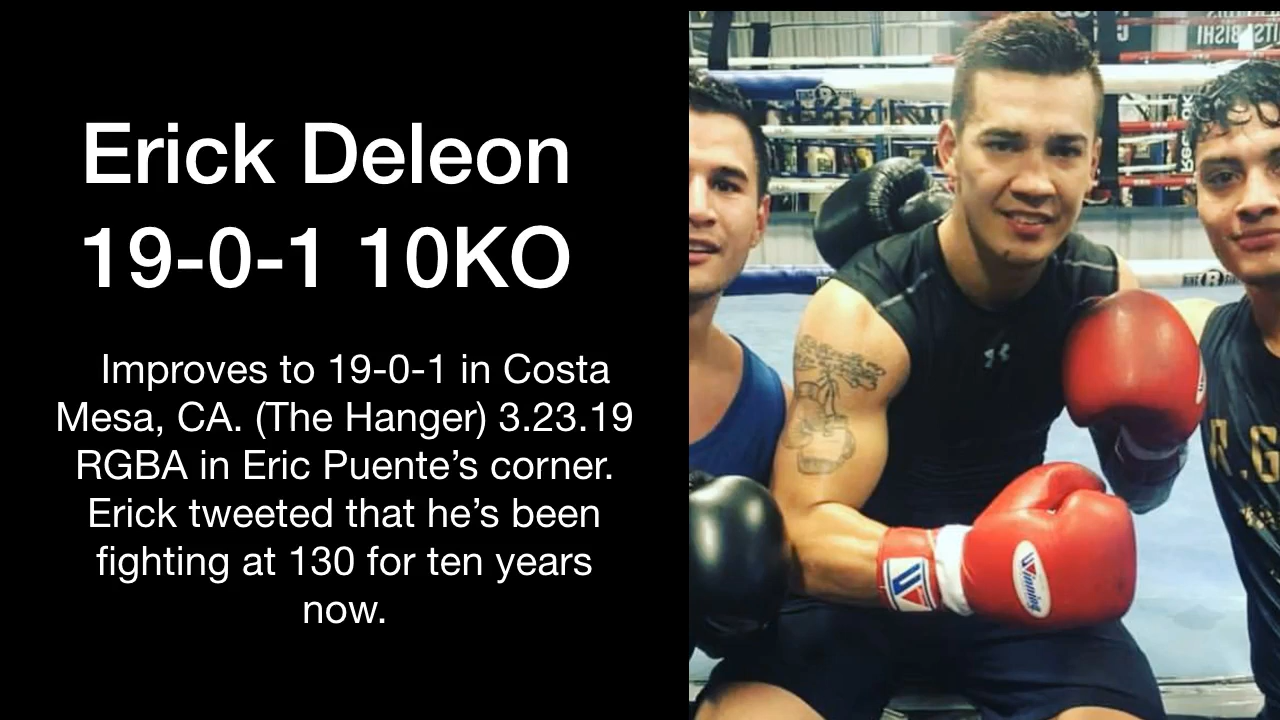 Erick Deleon
19-0-1 10KO
Improves to 19-0-1 in Costa
Mesa, CA. (The Hanger) 3.23.19
RGBA in Eric Puente’s corner.
Erick tweeted that he’s been
fighting at 130 for ten years
now.
Winning
R.G